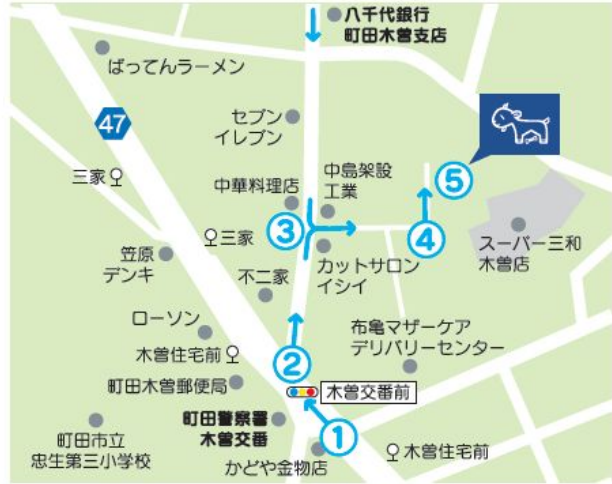 八千代銀行
町田木曽支店
ばってんラーメン
47
セブン
イレブン
三家
中華料理店
中島架設
工業
⑤
③
④
三家
笠原
デンキ
カットサロン
イシイ
スーパー三和
木曽店
不二家
ローソン
布亀マザーケア
デリバリーセンター
木曽住宅前
②
町田木曽郵便局
木曽交番前
町田警察署
木曽交番
①
町田市立
忠生第三小学校
かどや金物店
木曽住宅前